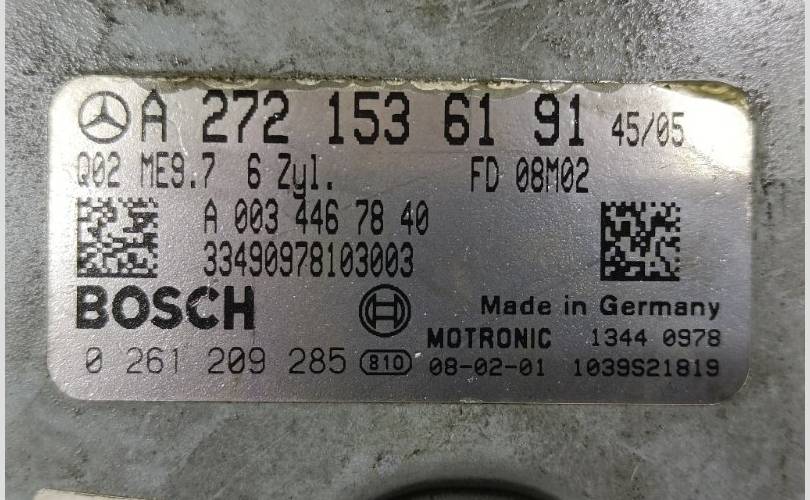 A 272 153 61 91 45/05
Q02 ME9.7 6 Zyl. FD 08M02
A 003 446 78 40
33490978103003
BOSCH Made in Germany
MOTRONIC 1344 0978
0 261 209 285 810 08-02-01 1039S21819